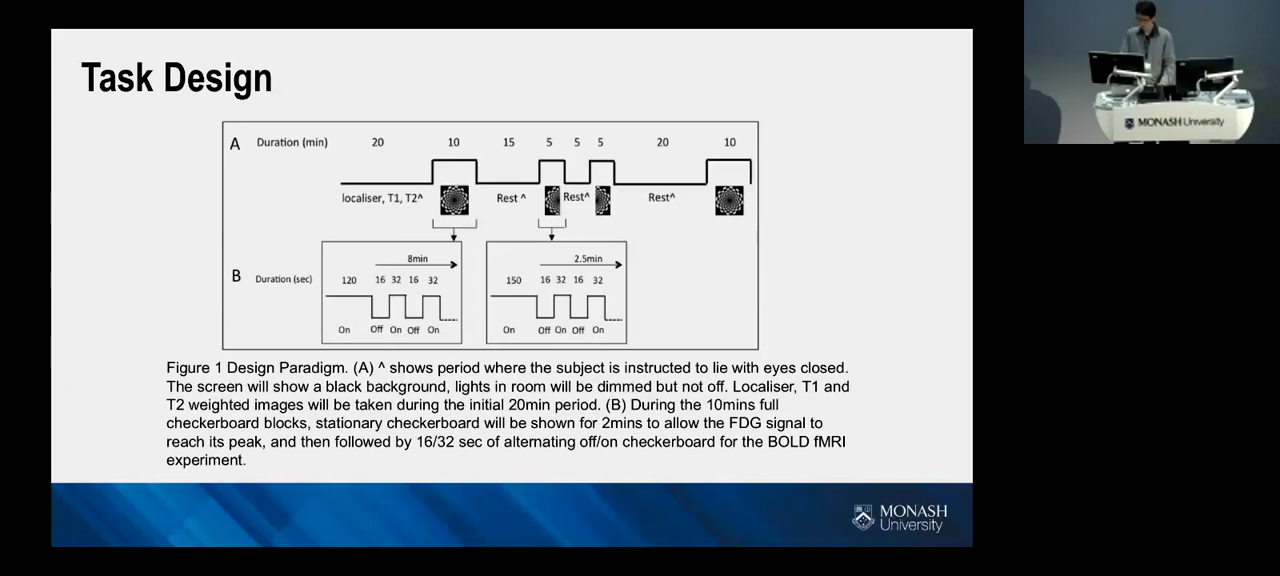 Task Design
A Duration (min) 20 10 15 5 5 5 20 10
localiser, T1, T2^ Rest ^ Rest^ Rest^
8min 2.5min
B Duration (sec) 120 16 32 16 32 150 16 32 16 32
On Off On Off On On Off On Off On
Figure 1 Design Paradigm. (A) ^ shows period where the subject is instructed to lie with eyes closed.
The screen will show a black background, lights in room will be dimmed but not off. Localiser, T1 and
T2 weighted images will be taken during the initial 20min period. (B) During the 10mins full
checkerboard blocks, stationary checkerboard will be shown for 2mins to allow the FDG signal to
reach its peak, and then followed by 16/32 sec of alternating off/on checkerboard for the BOLD fMRI
experiment.
MONASH
University
MONASH University